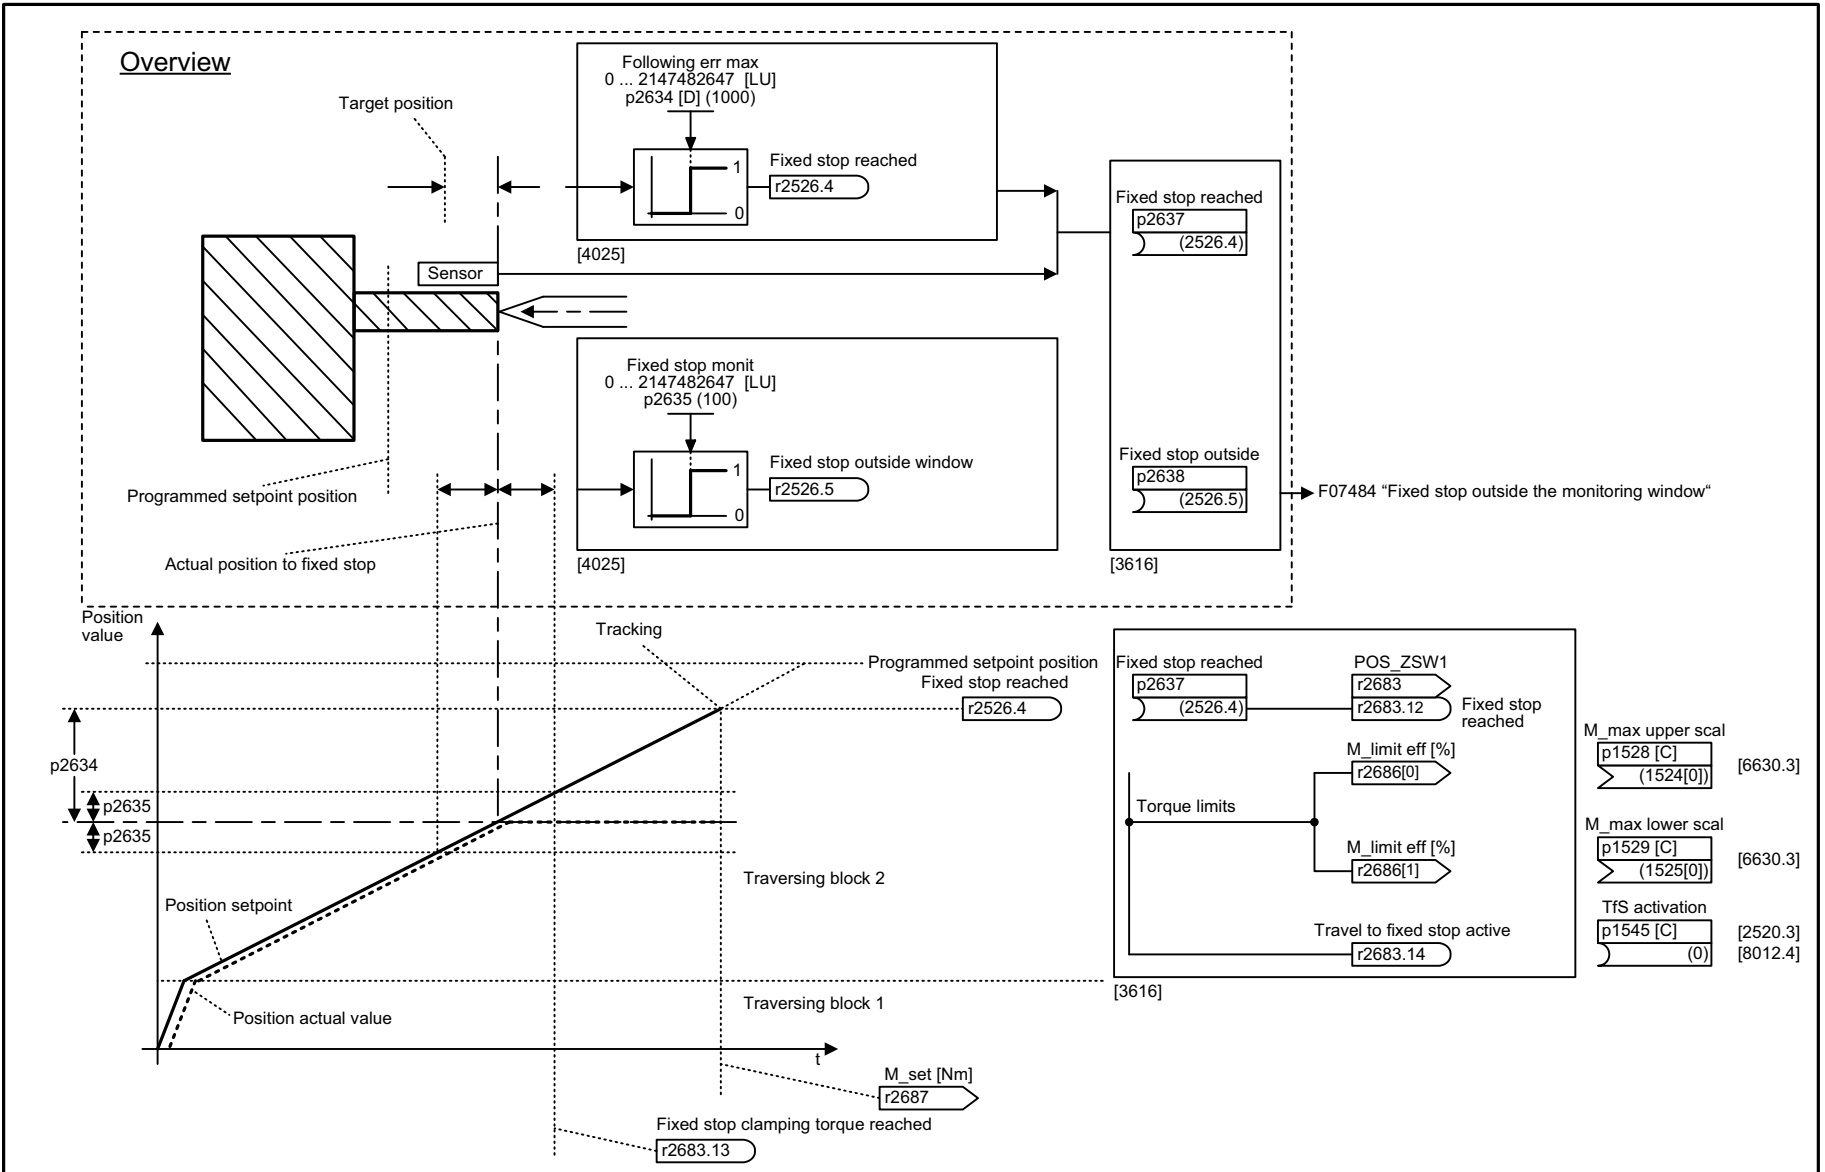 Overview
Target position
Following err max
0 ... 2147482647 [LU]
p2634 [D] (1000)
1
0
Fixed stop reached
r2526.4
[4025]
Sensor
Fixed stop reached
p2637
(2526.4)
Fixed stop monit
0 ... 2147482647 [LU]
p2635 (100)
1
0
Fixed stop outside window
r2526.5
[4025]
Fixed stop outside
p2638
(2526.5)
[3616]
F07484 “Fixed stop outside the monitoring window“
Programmed setpoint position
Actual position to fixed stop
Position
value
Tracking
Programmed setpoint position
Fixed stop reached
r2526.4
p2634
p2635
p2635
Traversing block 2
Position setpoint
Traversing block 1
Position actual value
t
M_set [Nm]
r2687
Fixed stop clamping torque reached
r2683.13
Fixed stop reached
p2637
(2526.4)
POS_ZSW1
r2683
r2683.12
Fixed stop
reached
M_limit eff [%]
r2686[0]
Torque limits
M_limit eff [%]
r2686[1]
Travel to fixed stop active
r2683.14
[3616]
M_max upper scal
p1528 [C]
(1524[0])
[6630.3]
M_max lower scal
p1529 [C]
(1525[0])
[6630.3]
TfS activation
p1545 [C]
(0)
[2520.3]
[8012.4]